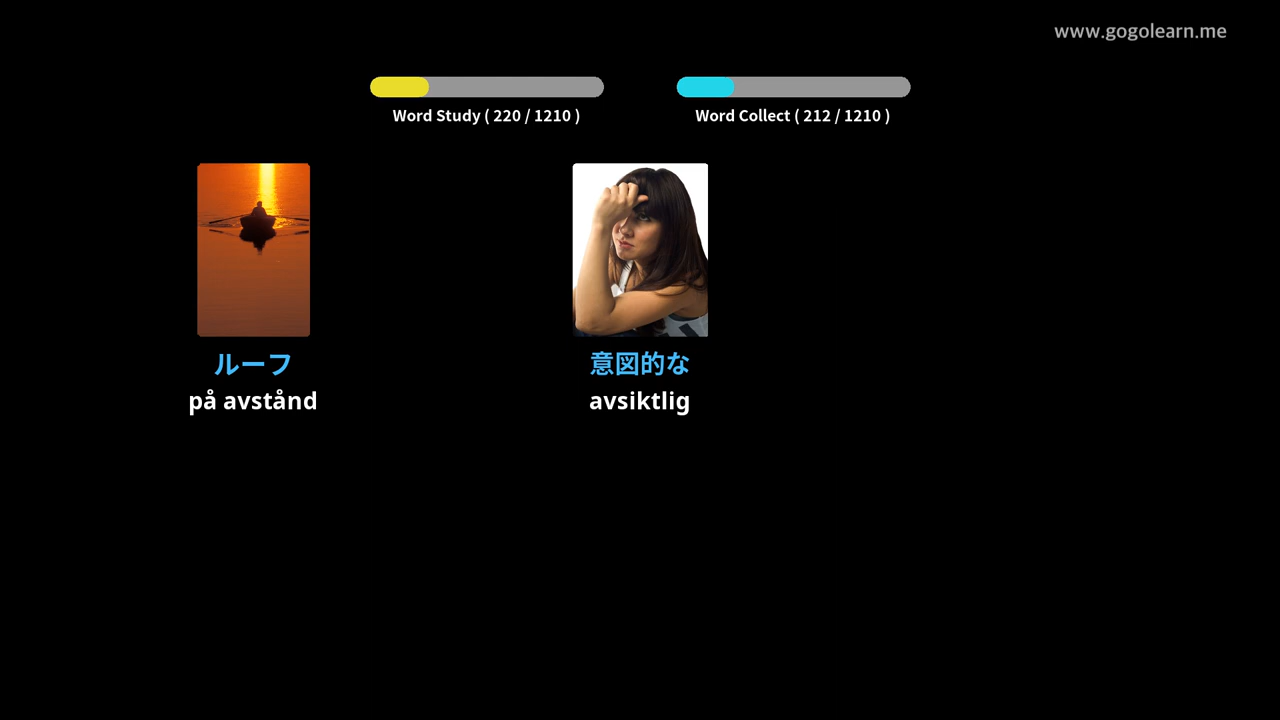 www.gogolearn.me
Word Study ( 220 / 1210 )
Word Collect ( 212 / 1210 )
ルーフ
på avstånd
意図的な
avsiktlig